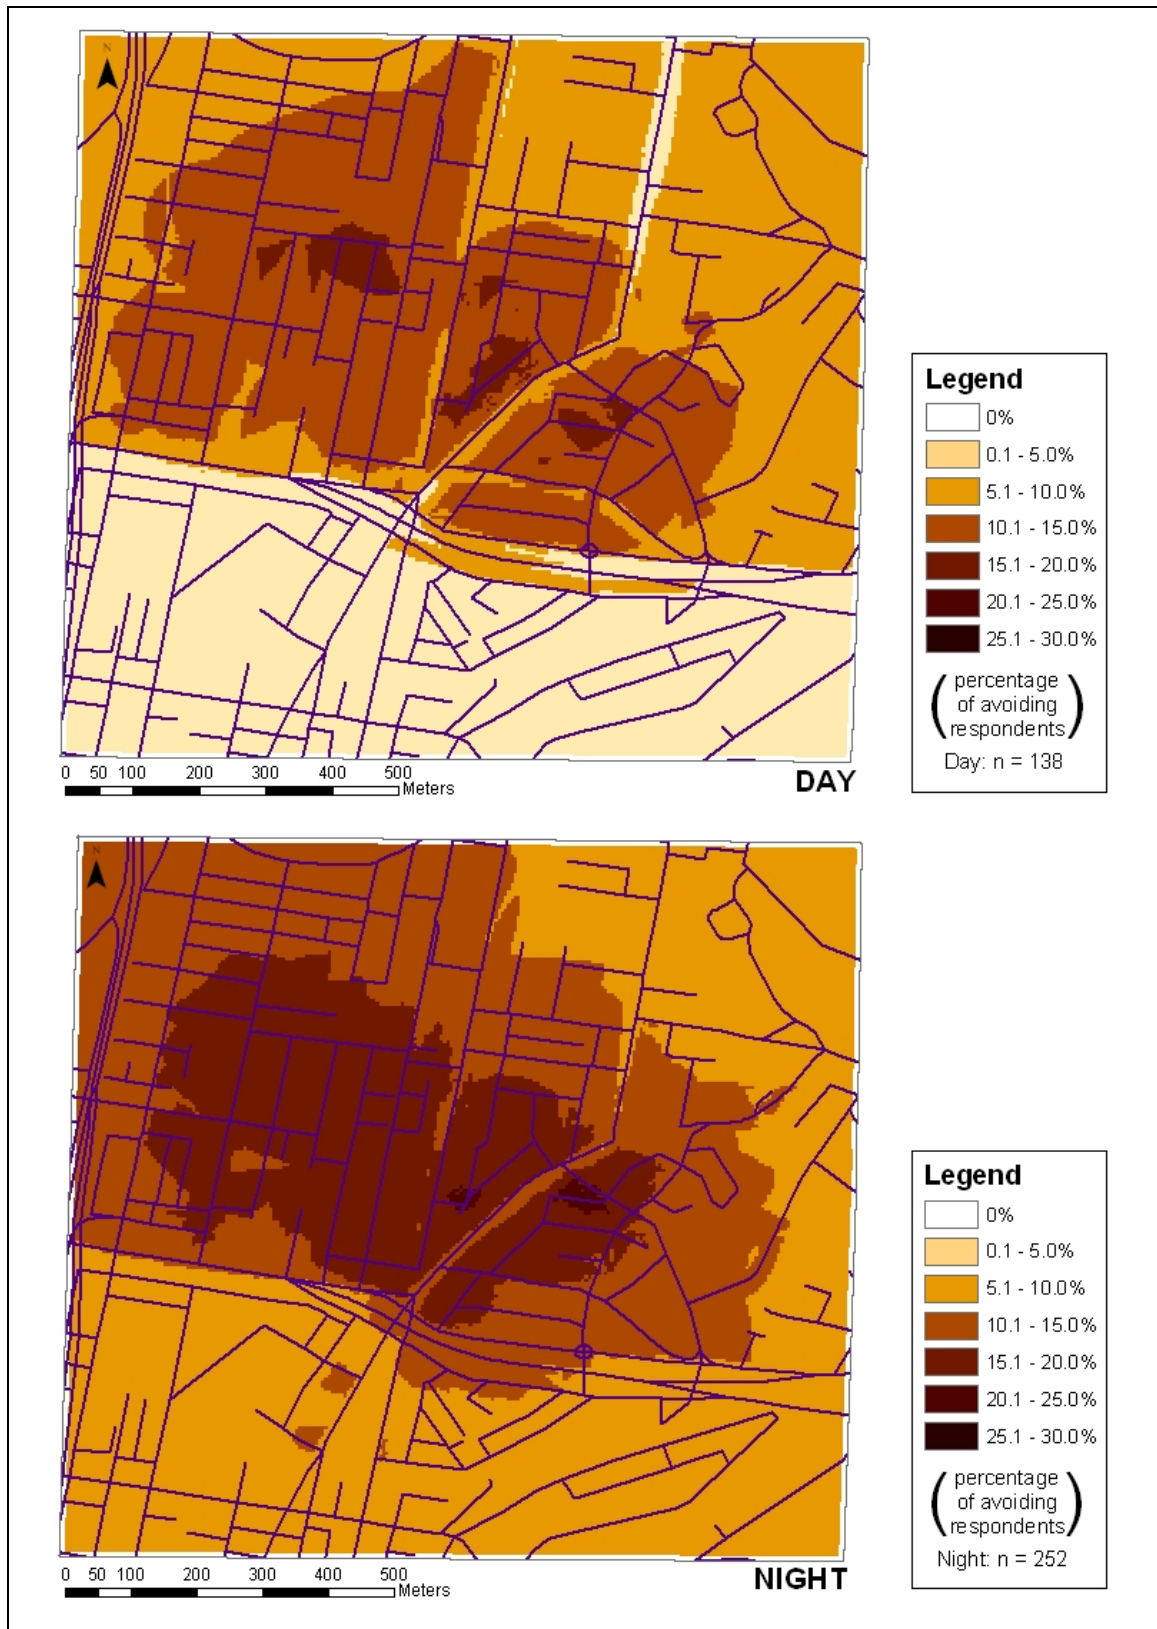 N
Legend
0%
0.1 - 5.0%
5.1 - 10.0%
10.1 - 15.0%
15.1 - 20.0%
20.1 - 25.0%
25.1 - 30.0%
(percentage
of avoiding
respondents)
Day: n = 138
0 50 100 200 300 400 500
Meters
DAY
N
Legend
0%
0.1 - 5.0%
5.1 - 10.0%
10.1 - 15.0%
15.1 - 20.0%
20.1 - 25.0%
25.1 - 30.0%
(percentage
of avoiding
respondents)
Night: n = 252
0 50 100 200 300 400 500
Meters
NIGHT